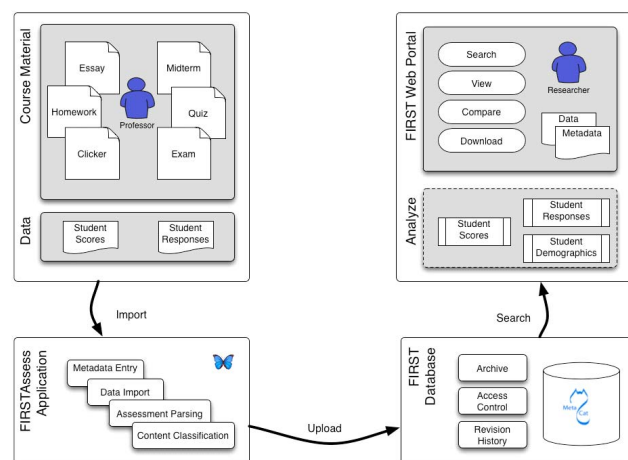 Course Material
Essay
Midterm
Homework
Professor
Quiz
Clicker
Exam
Data
Student
Scores
Student
Responses
Import
FIRSTAssess
Application
Metadata Entry
Data Import
Assessment Parsing
Content Classification
Upload
FIRST
Database
Archive
Access
Control
Revision
History
Meta
Cat
Search
FIRST Web Portal
Search
View
Compare
Download
Researcher
Data
Metadata
Analyze
Student
Scores
Student
Responses
Student
Demographics